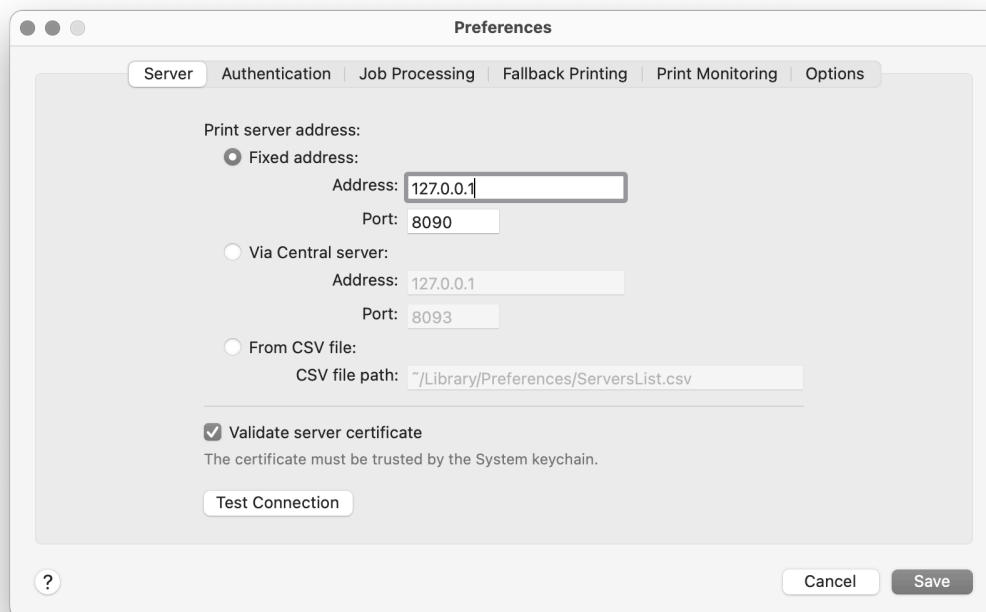 Preferences
Server Authentication Job Processing Fallback Printing Print Monitoring Options
Print server address:
Fixed address:
Address: 127.0.0.1
Port: 8090
Via Central server:
Address: 127.0.0.1
Port: 8093
From CSV file:
CSV file path: ~/Library/Preferences/ServersList.csv
Validate server certificate
The certificate must be trusted by the System keychain.
Test Connection
? Cancel Save